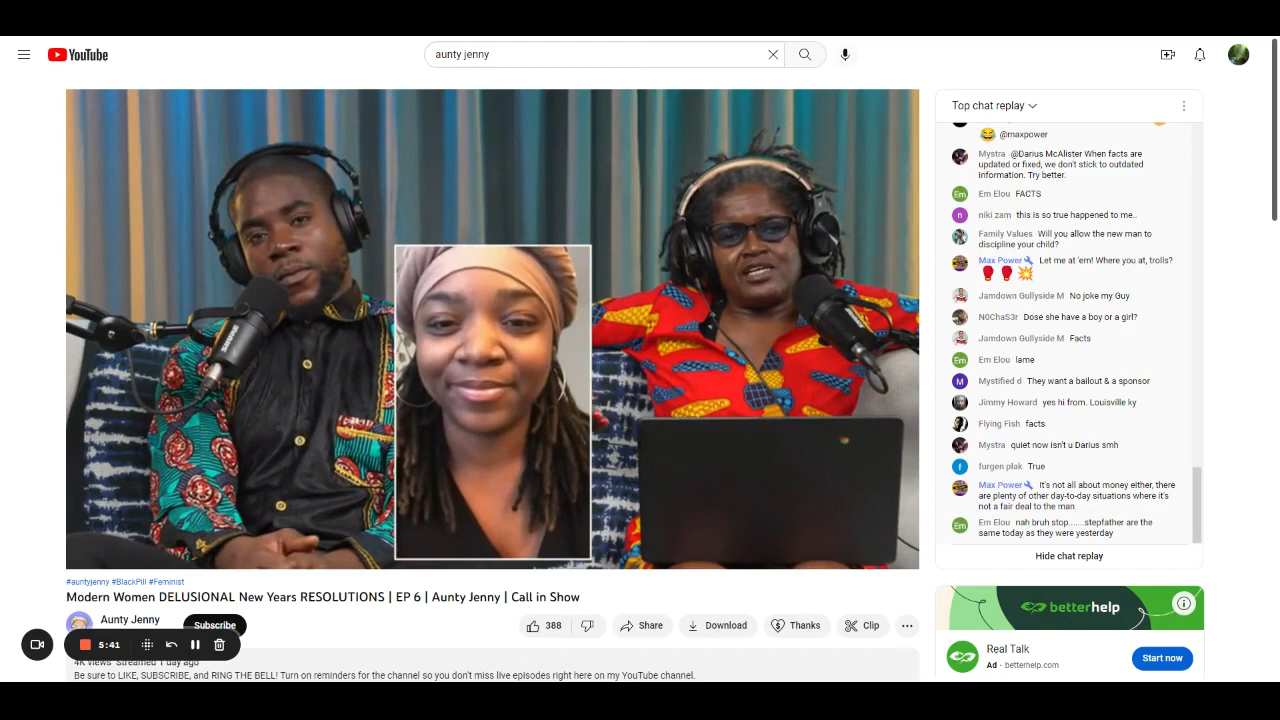 YouTube
aunty jenny
Top chat replay
@maxpower
Mystra @Darius McAlister When facts are
updated or fixed, we don't stick to outdated
information. Try better.
Em Em Elou FACTS
n niki zam this is so true happened to me..
Family Values Will you allow the new man to
discipline your child?
Max Power Let me at 'em! Where you at, trolls?
Jamdown Gullyside M No joke my Guy
N0ChaS3r Dose she have a boy or a girl?
Jamdown Gullyside M Facts
Em Em Elou lame
M Mystified d They want a bailout & a sponsor
Jimmy Howard yes hi from. Louisville ky
Flying Fish facts
Mystra quiet now isn't u Darius smh
f furgen plak True
Max Power It's not all about money either, there
are plenty of other day-to-day situations where it's
not a fair deal to the man
Em Em Elou nah bruh stop.......stepfather are the
same today as they were yesterday
Hide chat replay
SHURE
#auntyjenny #BlackPill #Feminist
Modern Women DELUSIONAL New Years RESOLUTIONS | EP 6 | Aunty Jenny | Call in Show
Aunty Jenny
Subscribe
388
Share
Download
Thanks
Clip
5:41
4K views Streamed 1 day ago
Be sure to LIKE, SUBSCRIBE, and RING THE BELL! Turn on reminders for the channel so you don't miss live episodes right here on my YouTube channel.
betterhelp
Real Talk
Ad · betterhelp.com
Start now